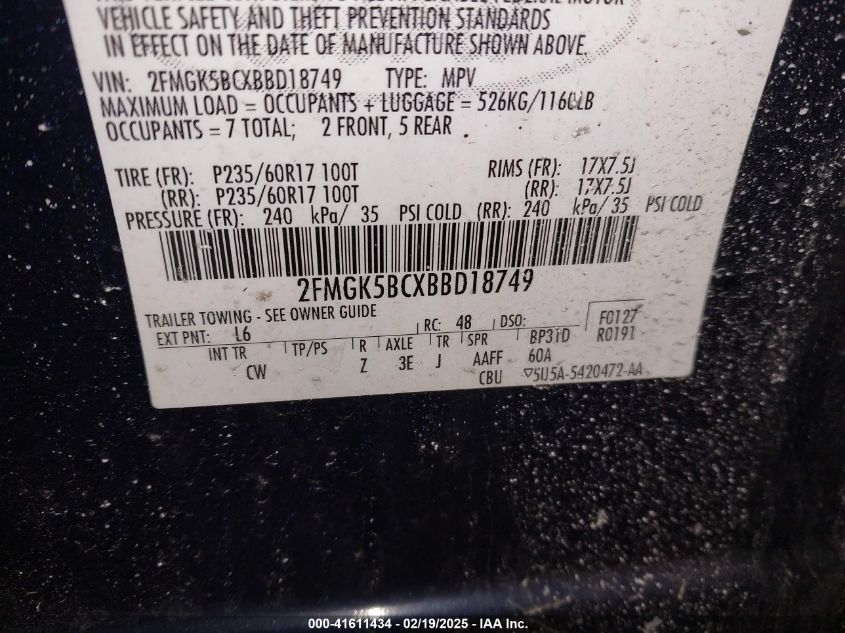 VEHICLE SAFETY AND THEFT PREVENTION STANDARDS
IN EFFECT ON THE DATE OF MANUFACTURE SHOWN ABOVE.
VIN: 2FMGK5BCXBBD18749 TYPE: MPV
MAXIMUM LOAD = OCCUPANTS + LUGGAGE = 526KG/1160LB
OCCUPANTS = 7 TOTAL; 2 FRONT, 5 REAR
TIRE (FR): P235/60R17 100T RIMS (FR): 17X7.5J
(RR): P235/60R17 100T (RR): 17X7.5J
PRESSURE (FR): 240 kPa/ 35 PSI COLD (RR): 240 kPa/ 35 PSI COLD
2FMGK5BCXBBD18749
TRAILER TOWING - SEE OWNER GUIDE
EXT PNT: L6 RC: 48 DSO: F0127
INT TR TP/PS R AXLE TR SPR BP31D R0191
CW Z 3E J AAFF 60A
CBU ▽5U5A-5420472-AA
000-41611434 - 02/19/2025 - IAA Inc.